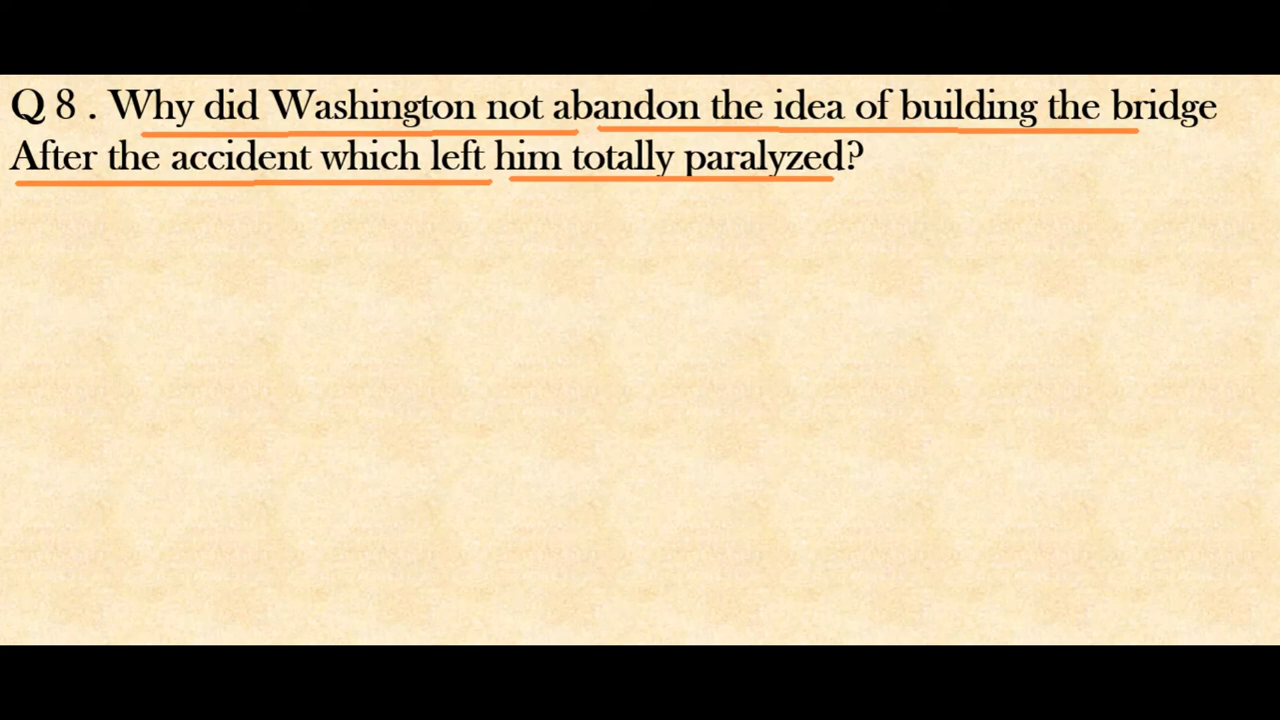 Q 8 . Why did Washington not abandon the idea of building the bridge
After the accident which left him totally paralyzed?